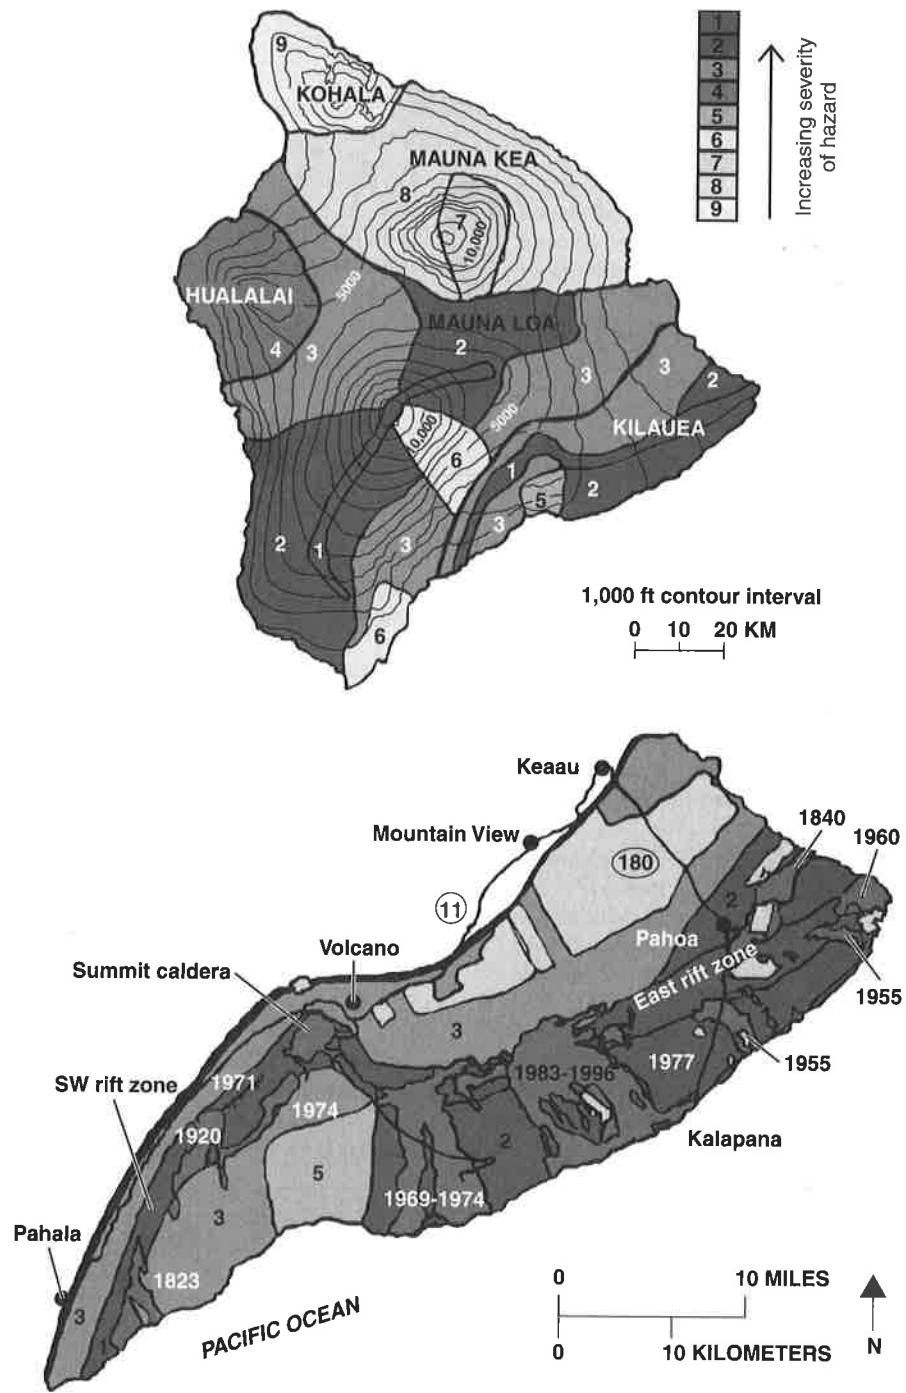 1
2
3
4
5
6
7
8
9
Increasing severity
of hazard
9
KOHALA
MAUNA KEA
8
7
10,000
5000
HUALALAI
MAUNA LOA
4
3
2
3
3
2
5000
10,000
KILAUEA
6
1
5
2
3
2
1
3
6
1,000 ft contour interval
0 10 20 KM
Keaau
1840
1960
Mountain View
180
11
2
Pahoa
Volcano
East rift zone
Summit caldera
1955
3
1983-1996
1977
1955
SW rift zone
1971
1974
1920
2
Kalapana
5
1969-1974
3
Pahala
1823
3
0 10 MILES
PACIFIC OCEAN
N
0 10 KILOMETERS